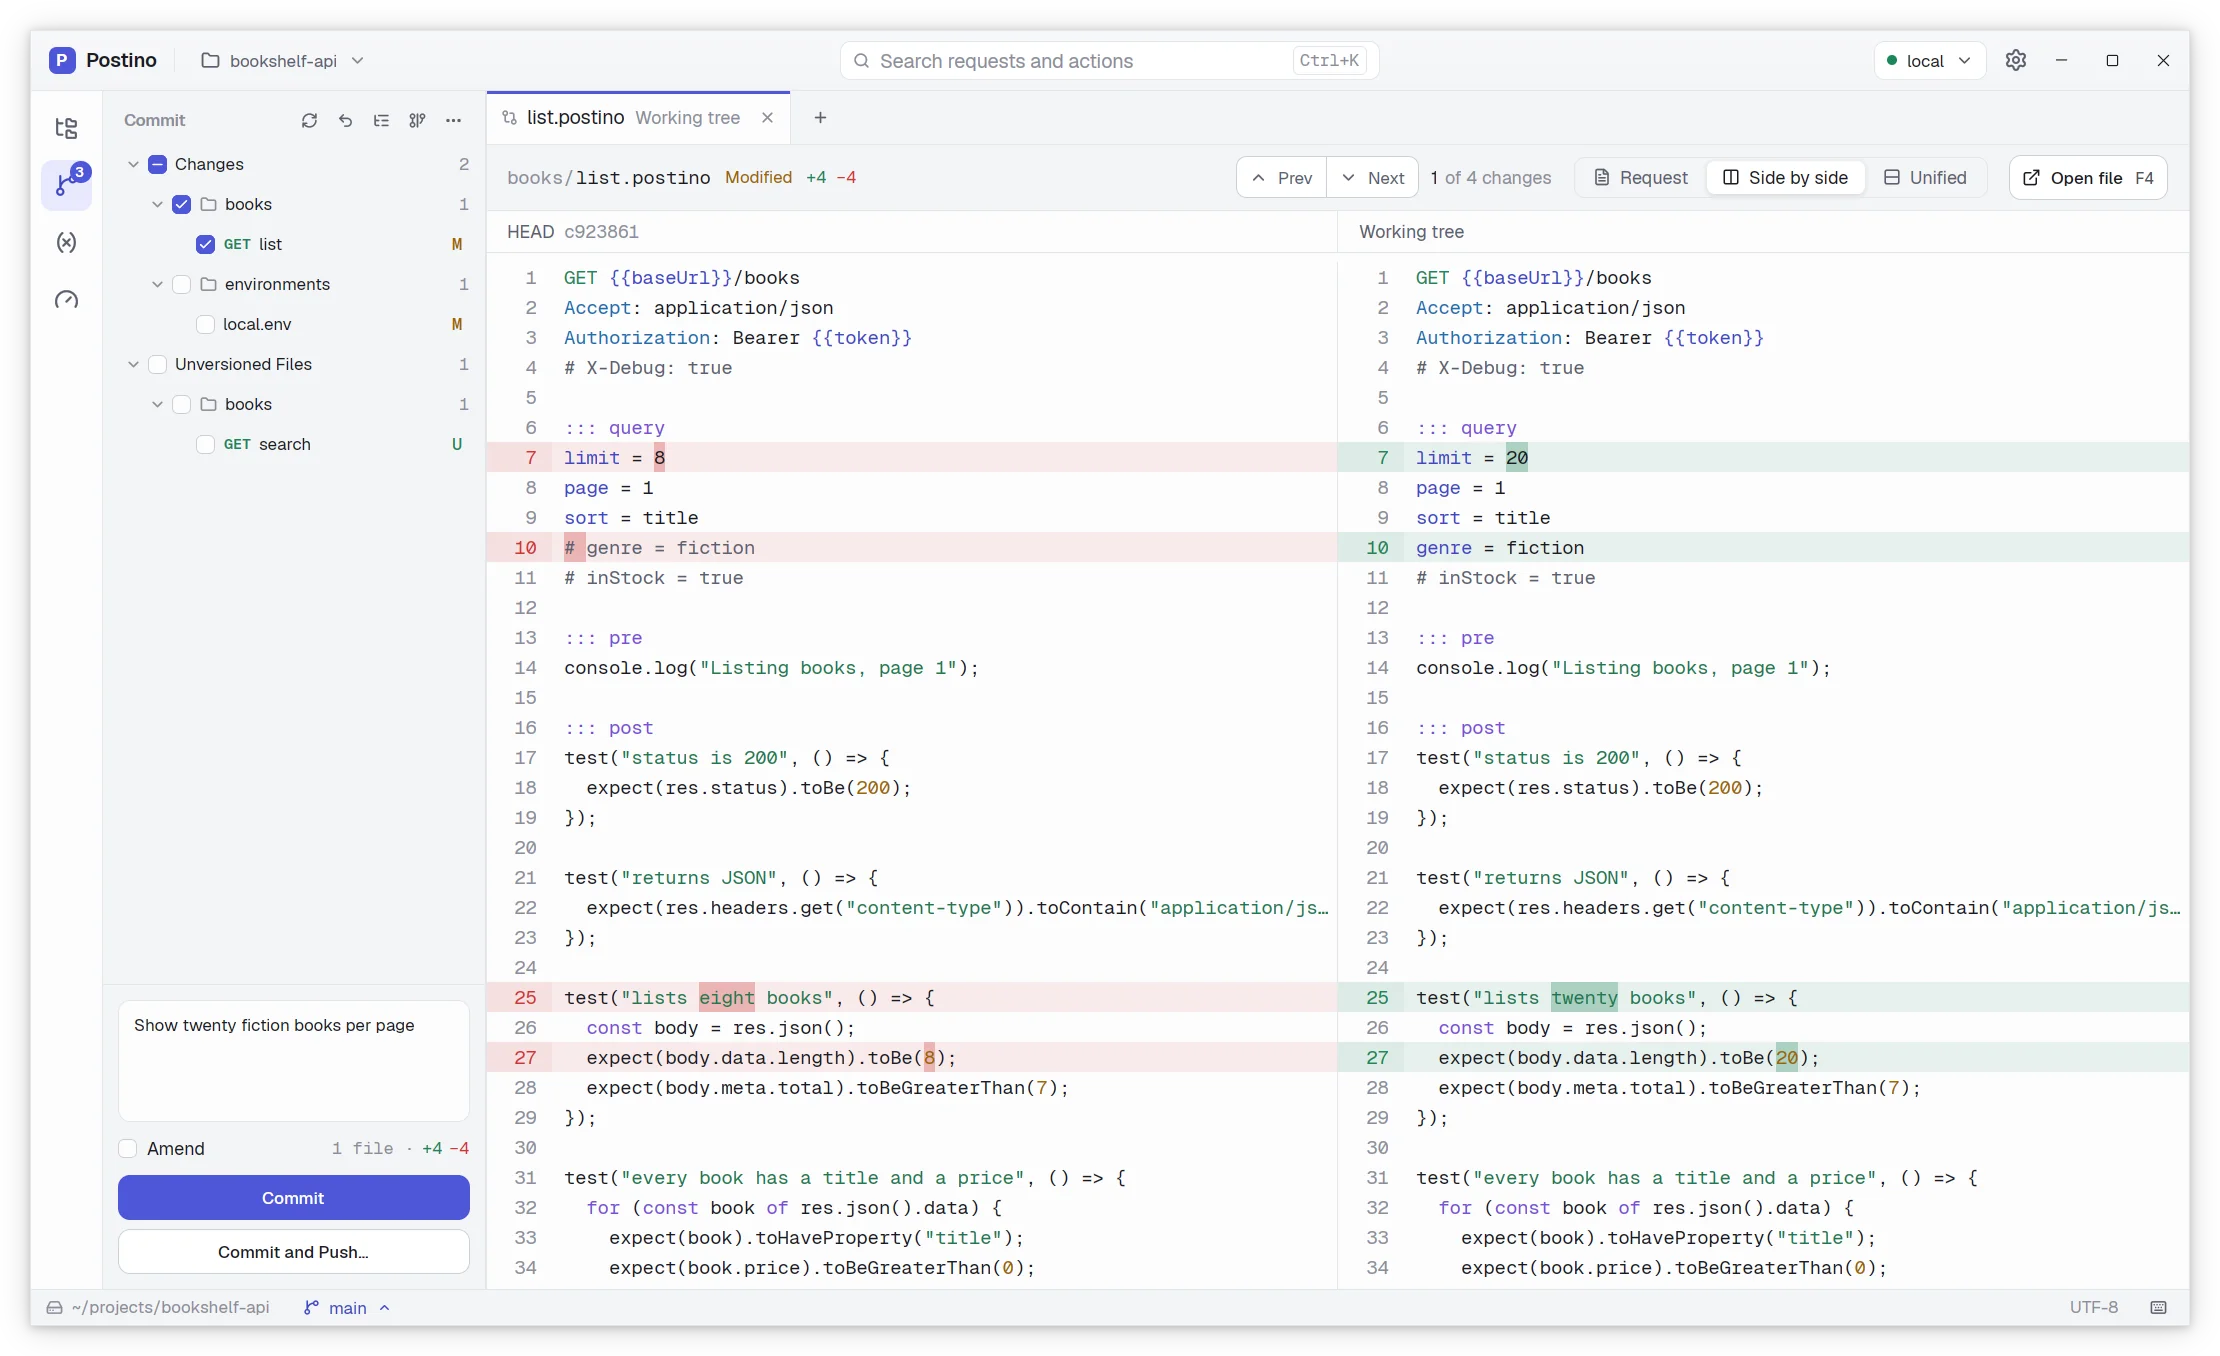 P Postino bookshelf-api Search requests and actions Ctrl+K local
Commit
3
Changes 2
books 1
GET list M
environments 1
local.env M
Unversioned Files 1
books 1
GET search U
Show twenty fiction books per page
Amend 1 file · +4 −4
Commit
Commit and Push...
list.postino Working tree
books/list.postino Modified +4 −4 Prev Next 1 of 4 changes Request Side by side Unified Open file F4
HEAD c923861
1 GET {{baseUrl}}/books
2 Accept: application/json
3 Authorization: Bearer {{token}}
4 # X-Debug: true
5
6 ::: query
7 limit = 8
8 page = 1
9 sort = title
10 # genre = fiction
11 # inStock = true
12
13 ::: pre
14 console.log("Listing books, page 1");
15
16 ::: post
17 test("status is 200", () => {
18 expect(res.status).toBe(200);
19 });
20
21 test("returns JSON", () => {
22 expect(res.headers.get("content-type")).toContain("application/js…
23 });
24
25 test("lists eight books", () => {
26 const body = res.json();
27 expect(body.data.length).toBe(8);
28 expect(body.meta.total).toBeGreaterThan(7);
29 });
30
31 test("every book has a title and a price", () => {
32 for (const book of res.json().data) {
33 expect(book).toHaveProperty("title");
34 expect(book.price).toBeGreaterThan(0);
Working tree
1 GET {{baseUrl}}/books
2 Accept: application/json
3 Authorization: Bearer {{token}}
4 # X-Debug: true
5
6 ::: query
7 limit = 20
8 page = 1
9 sort = title
10 genre = fiction
11 # inStock = true
12
13 ::: pre
14 console.log("Listing books, page 1");
15
16 ::: post
17 test("status is 200", () => {
18 expect(res.status).toBe(200);
19 });
20
21 test("returns JSON", () => {
22 expect(res.headers.get("content-type")).toContain("application/js…
23 });
24
25 test("lists twenty books", () => {
26 const body = res.json();
27 expect(body.data.length).toBe(20);
28 expect(body.meta.total).toBeGreaterThan(7);
29 });
30
31 test("every book has a title and a price", () => {
32 for (const book of res.json().data) {
33 expect(book).toHaveProperty("title");
34 expect(book.price).toBeGreaterThan(0);
~/projects/bookshelf-api main UTF-8